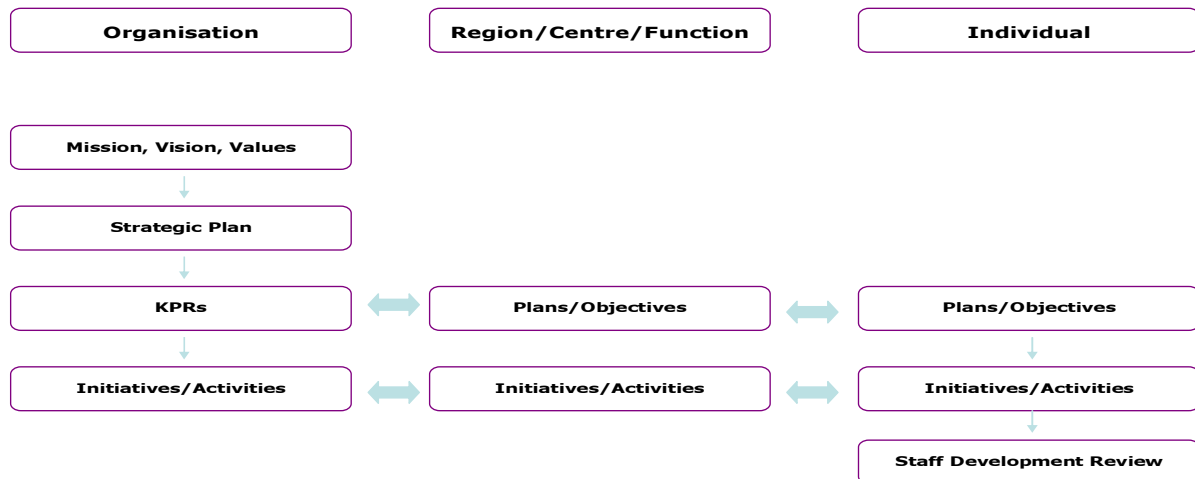 Organisation
Region/Centre/Function
Individual
Mission, Vision, Values
Strategic Plan
KPRs
Plans/Objectives
Plans/Objectives
Initiatives/Activities
Initiatives/Activities
Initiatives/Activities
Staff Development Review